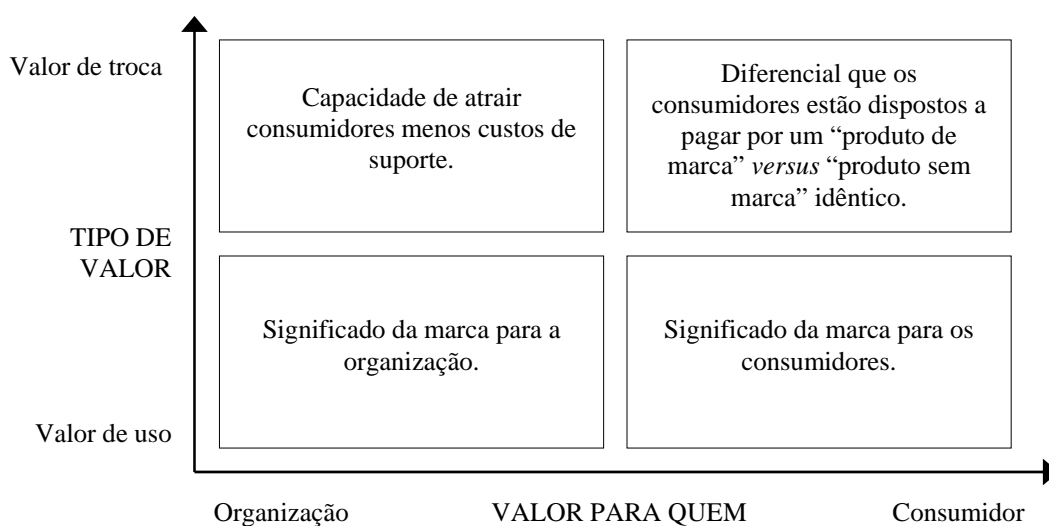 Valor de troca
Capacidade de atrair
consumidores menos custos de
suporte.
Diferencial que os
consumidores estão dispostos a
pagar por um “produto de
marca” versus “produto sem
marca” idêntico.
TIPO DE
VALOR
Significado da marca para a
organização.
Significado da marca para os
consumidores.
Valor de uso
Organização
VALOR PARA QUEM
Consumidor